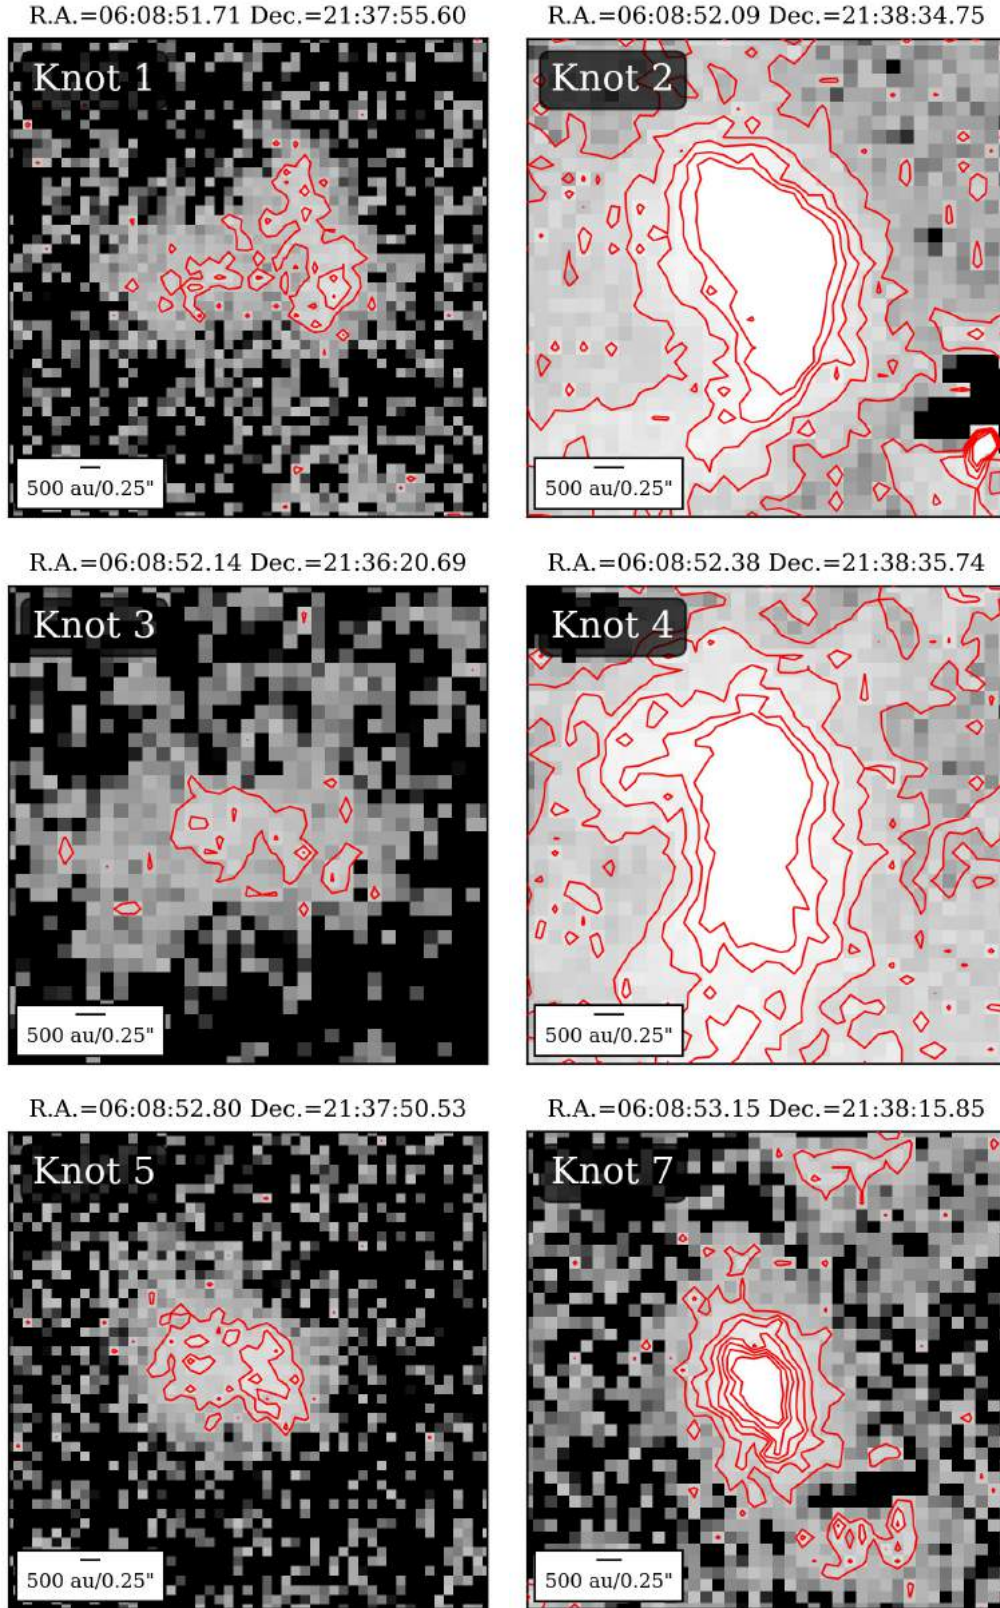 R.A.=06:08:51.71 Dec.=21:37:55.60
Knot 1
500 au/0.25"
R.A.=06:08:52.09 Dec.=21:38:34.75
Knot 2
500 au/0.25"
R.A.=06:08:52.14 Dec.=21:36:20.69
Knot 3
500 au/0.25"
R.A.=06:08:52.38 Dec.=21:38:35.74
Knot 4
500 au/0.25"
R.A.=06:08:52.80 Dec.=21:37:50.53
Knot 5
500 au/0.25"
R.A.=06:08:53.15 Dec.=21:38:15.85
Knot 7
500 au/0.25"